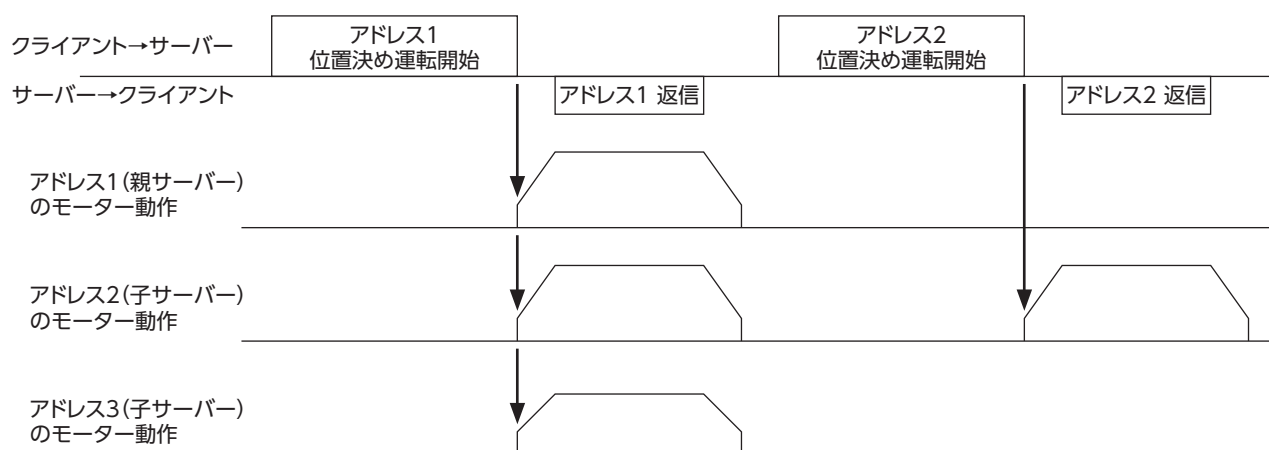 クライアント→サーバー
アドレス1
位置決め運転開始
アドレス2
位置決め運転開始
サーバー→クライアント
アドレス1 返信
アドレス2 返信
アドレス1(親サーバー)
のモーター動作
アドレス2(子サーバー)
のモーター動作
アドレス3(子サーバー)
のモーター動作